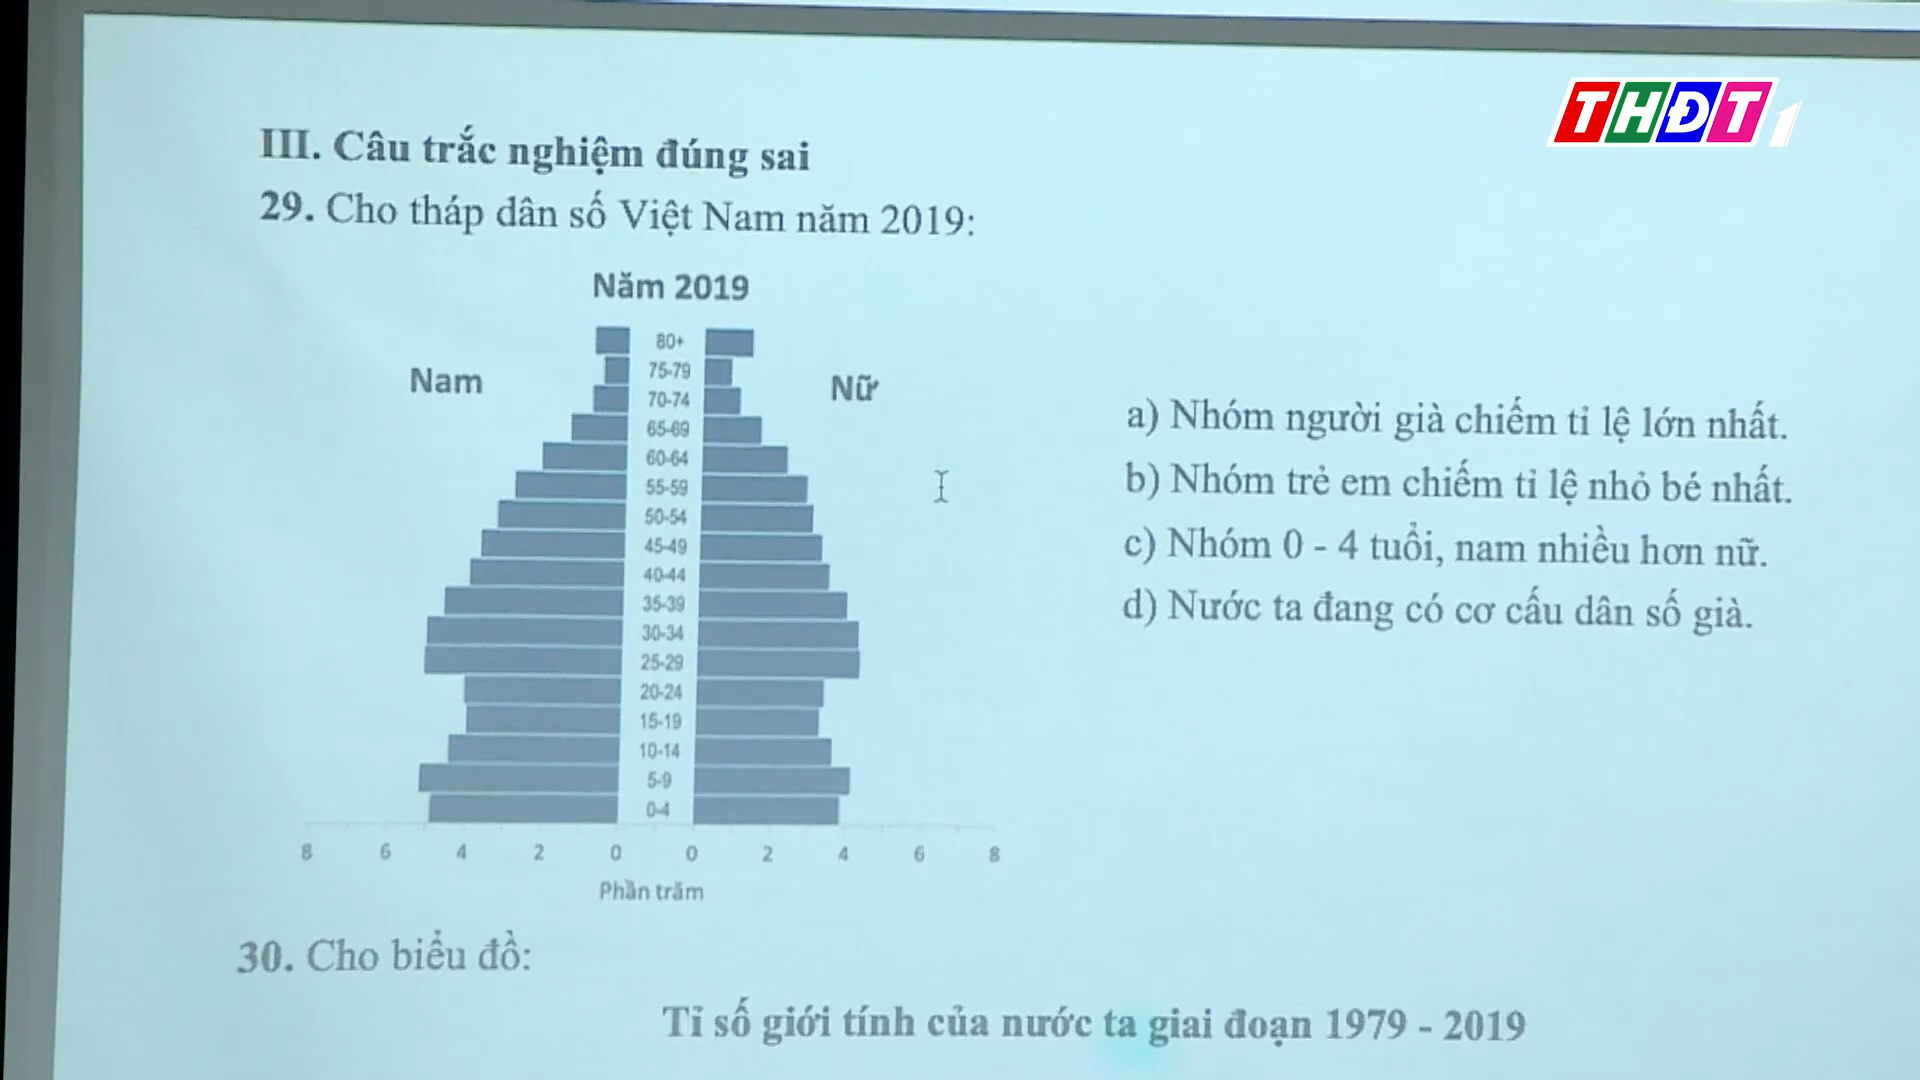 THĐT1
III. Câu trắc nghiệm đúng sai
29. Cho tháp dân số Việt Nam năm 2019:
Năm 2019
Nam
Nữ
80+
75-79
70-74
65-69
60-64
55-59
50-54
45-49
40-44
35-39
30-34
25-29
20-24
15-19
10-14
5-9
0-4
8 6 4 2 0 0 2 4 6 8
Phần trăm
a) Nhóm người già chiếm tỉ lệ lớn nhất.
b) Nhóm trẻ em chiếm tỉ lệ nhỏ bé nhất.
c) Nhóm 0 - 4 tuổi, nam nhiều hơn nữ.
d) Nước ta đang có cơ cấu dân số già.
30. Cho biểu đồ:
Tỉ số giới tính của nước ta giai đoạn 1979 - 2019